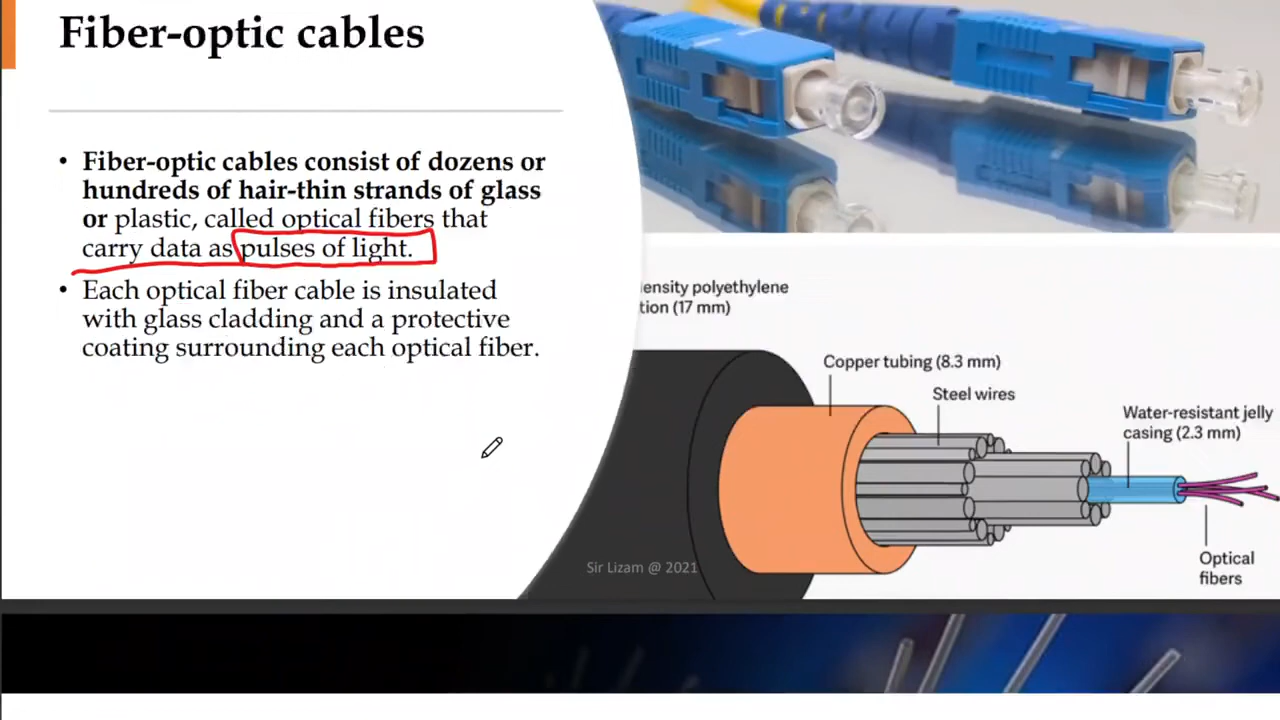 Fiber-optic cables
• Fiber-optic cables consist of dozens or
hundreds of hair-thin strands of glass
or plastic, called optical fibers that
carry data as pulses of light.
• Each optical fiber cable is insulated
with glass cladding and a protective
coating surrounding each optical fiber.
ensity polyethylene
tion (17 mm)
Copper tubing (8.3 mm)
Steel wires
Water-resistant jelly
casing (2.3 mm)
Optical
fibers
Sir Lizam @ 2021